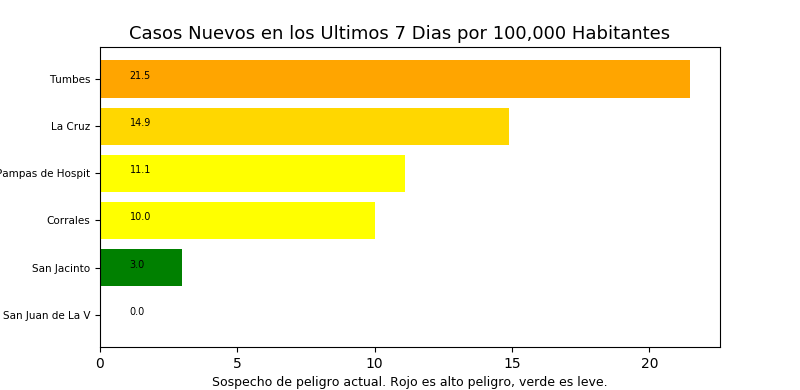 Casos Nuevos en los Ultimos 7 Dias por 100,000 Habitantes
Tumbes 21.5
La Cruz 14.9
Pampas de Hospit 11.1
Corrales 10.0
San Jacinto 3.0
San Juan de La V 0.0
0 5 10 15 20
Sospecho de peligro actual. Rojo es alto peligro, verde es leve.